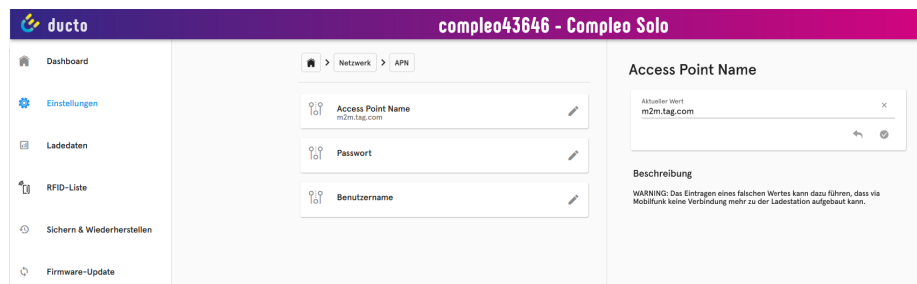 ducto
compleo43646 - Compleo Solo
Dashboard
Einstellungen
Ladedaten
RFID-Liste
Sichern & Wiederherstellen
Firmware-Update
> Netzwerk > APN
Access Point Name
m2m.tag.com
Passwort
Benutzername
Access Point Name
Aktueller Wert
m2m.tag.com
Beschreibung
WARNING: Das Eintragen eines falschen Wertes kann dazu führen, dass via
Mobilfunk keine Verbindung mehr zu der Ladestation aufgebaut kann.